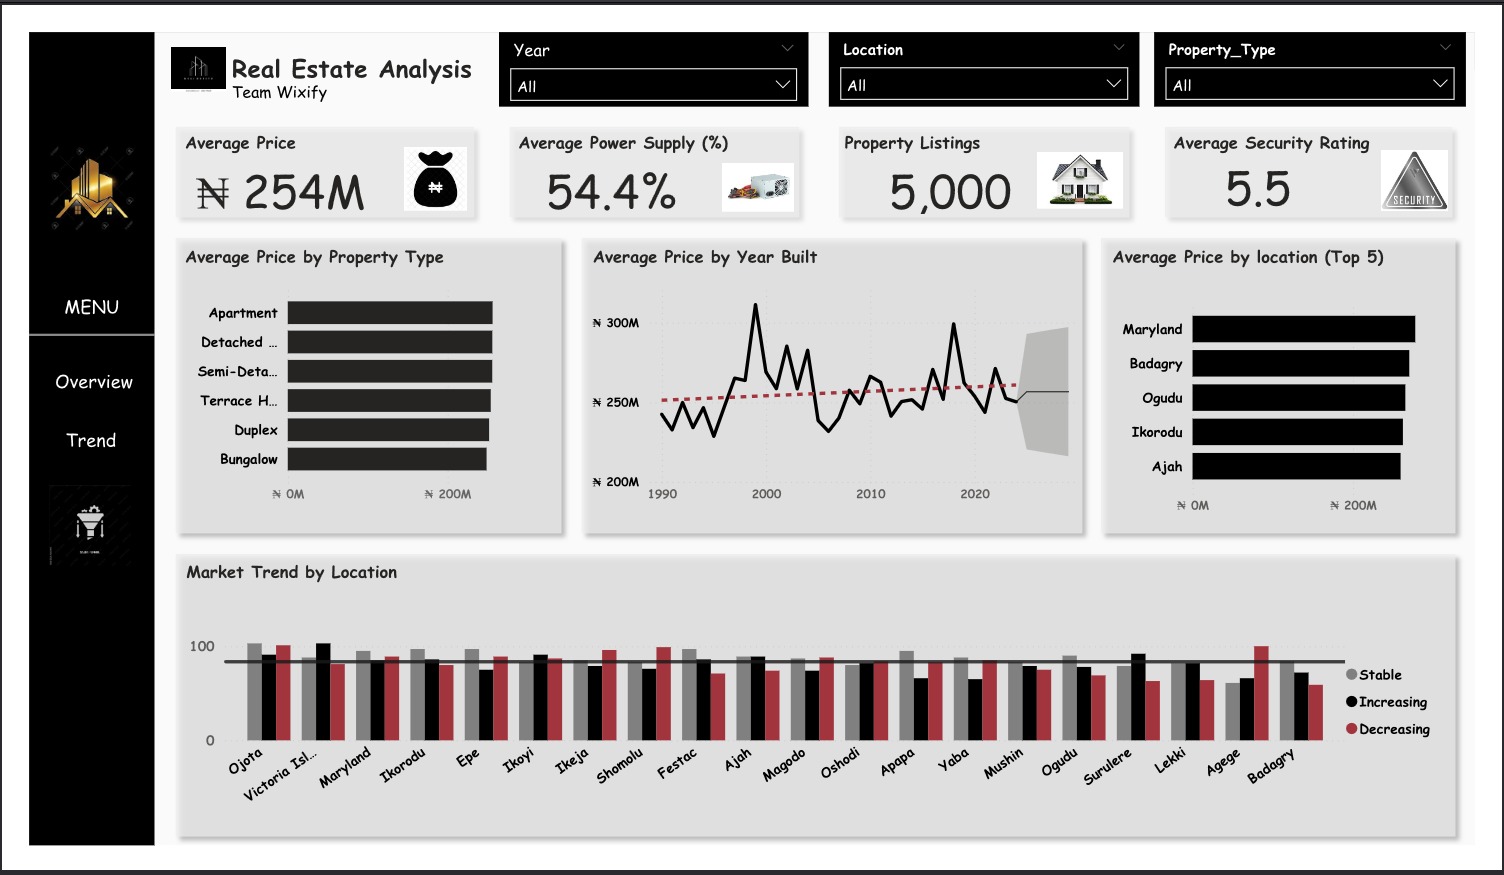 Real Estate Analysis
Team Wixify
Year
All
Location
All
Property_Type
All
MENU
Overview
Trend
Average Price
₦ 254M
₦
Average Power Supply (%)
54.4%
Property Listings
5,000
Average Security Rating
5.5
SECURITY
Average Price by Property Type
Apartment
Detached ...
Semi-Deta...
Terrace H...
Duplex
Bungalow
₦ 0M
₦ 200M
Average Price by Year Built
₦ 300M
₦ 250M
₦ 200M
1990
2000
2010
2020
Average Price by location (Top 5)
Maryland
Badagry
Ogudu
Ikorodu
Ajah
₦ 0M
₦ 200M
Market Trend by Location
100
0
Ojota
Victoria Isl...
Maryland
Ikorodu
Epe
Ikoyi
Ikeja
Shomolu
Festac
Ajah
Magodo
Oshodi
Apapa
Yaba
Mushin
Ogudu
Surulere
Lekki
Agege
Badagry
Stable
Increasing
Decreasing